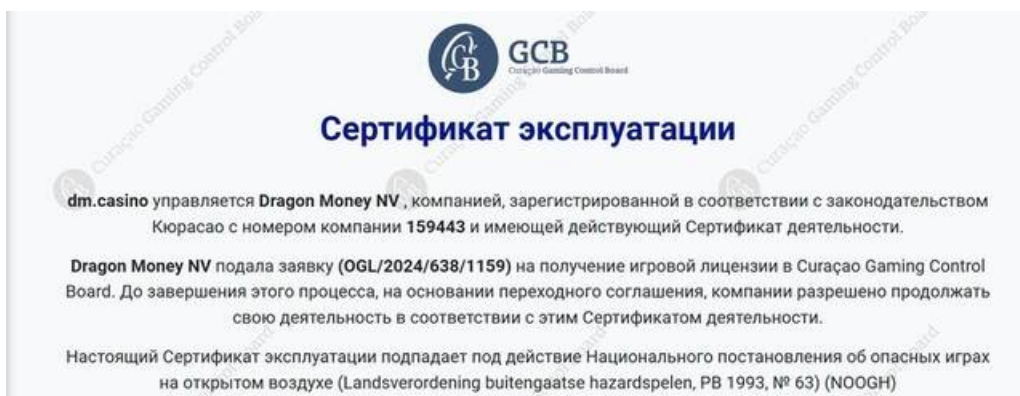 GCB
Curaçao Gaming Control Board
Сертификат эксплуатации
dm.casino управляется Dragon Money NV , компанией, зарегистрированной в соответствии с законодательством
Кюрасао с номером компании 159443 и имеющей действующий Сертификат деятельности.
Dragon Money NV подала заявку (OGL/2024/638/1159) на получение игровой лицензии в Curaçao Gaming Control
Board. До завершения этого процесса, на основании переходного соглашения, компании разрешено продолжать
свою деятельность в соответствии с этим Сертификатом деятельности.
Настоящий Сертификат эксплуатации подпадает под действие Национального постановления об опасных играх
на открытом воздухе (Landsverordening buitengaatse hazardspelen, PB 1993, № 63) (NOOGH)